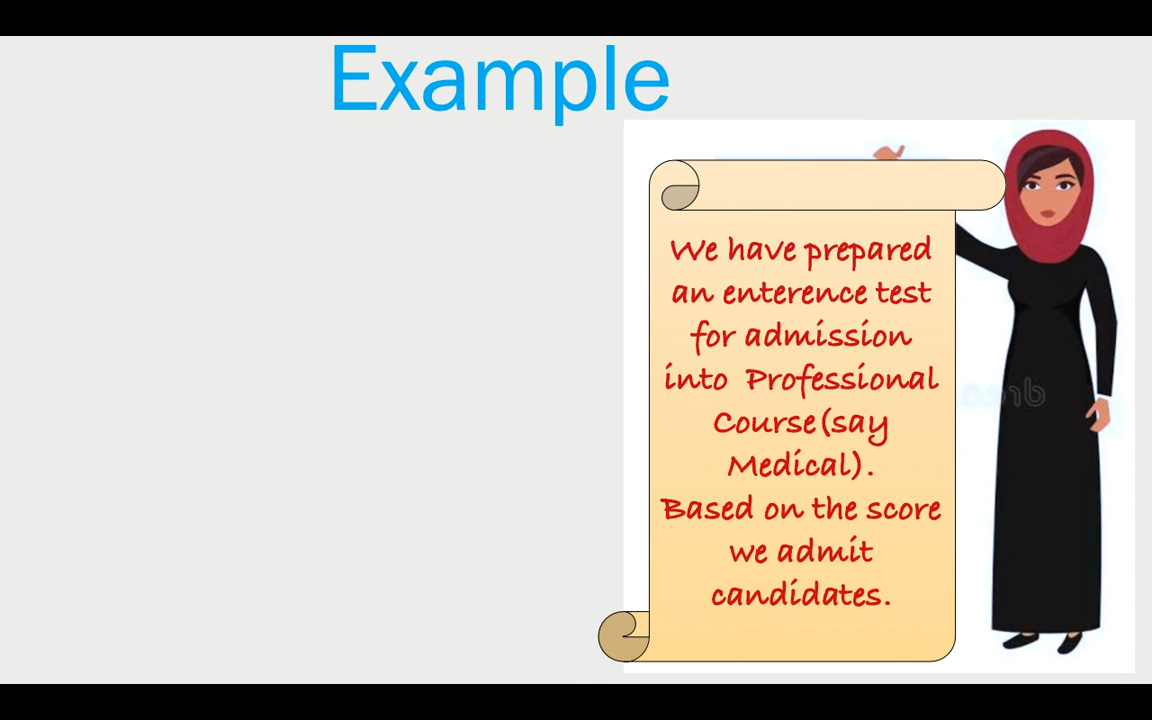 Example
We have prepared
an enterence test
for admission
into Professional
Course(say
Medical).
Based on the score
we admit
candidates.